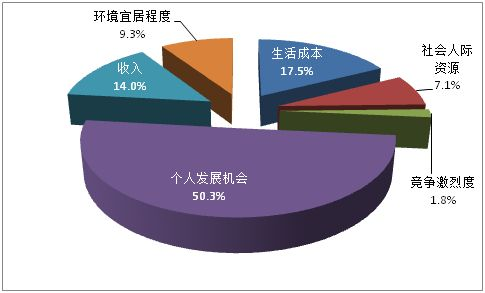 环境宜居程度
9.3%
生活成本
17.5%
社会人际
资源
7.1%
收入
14.0%
竞争激烈度
1.8%
个人发展机会
50.3%